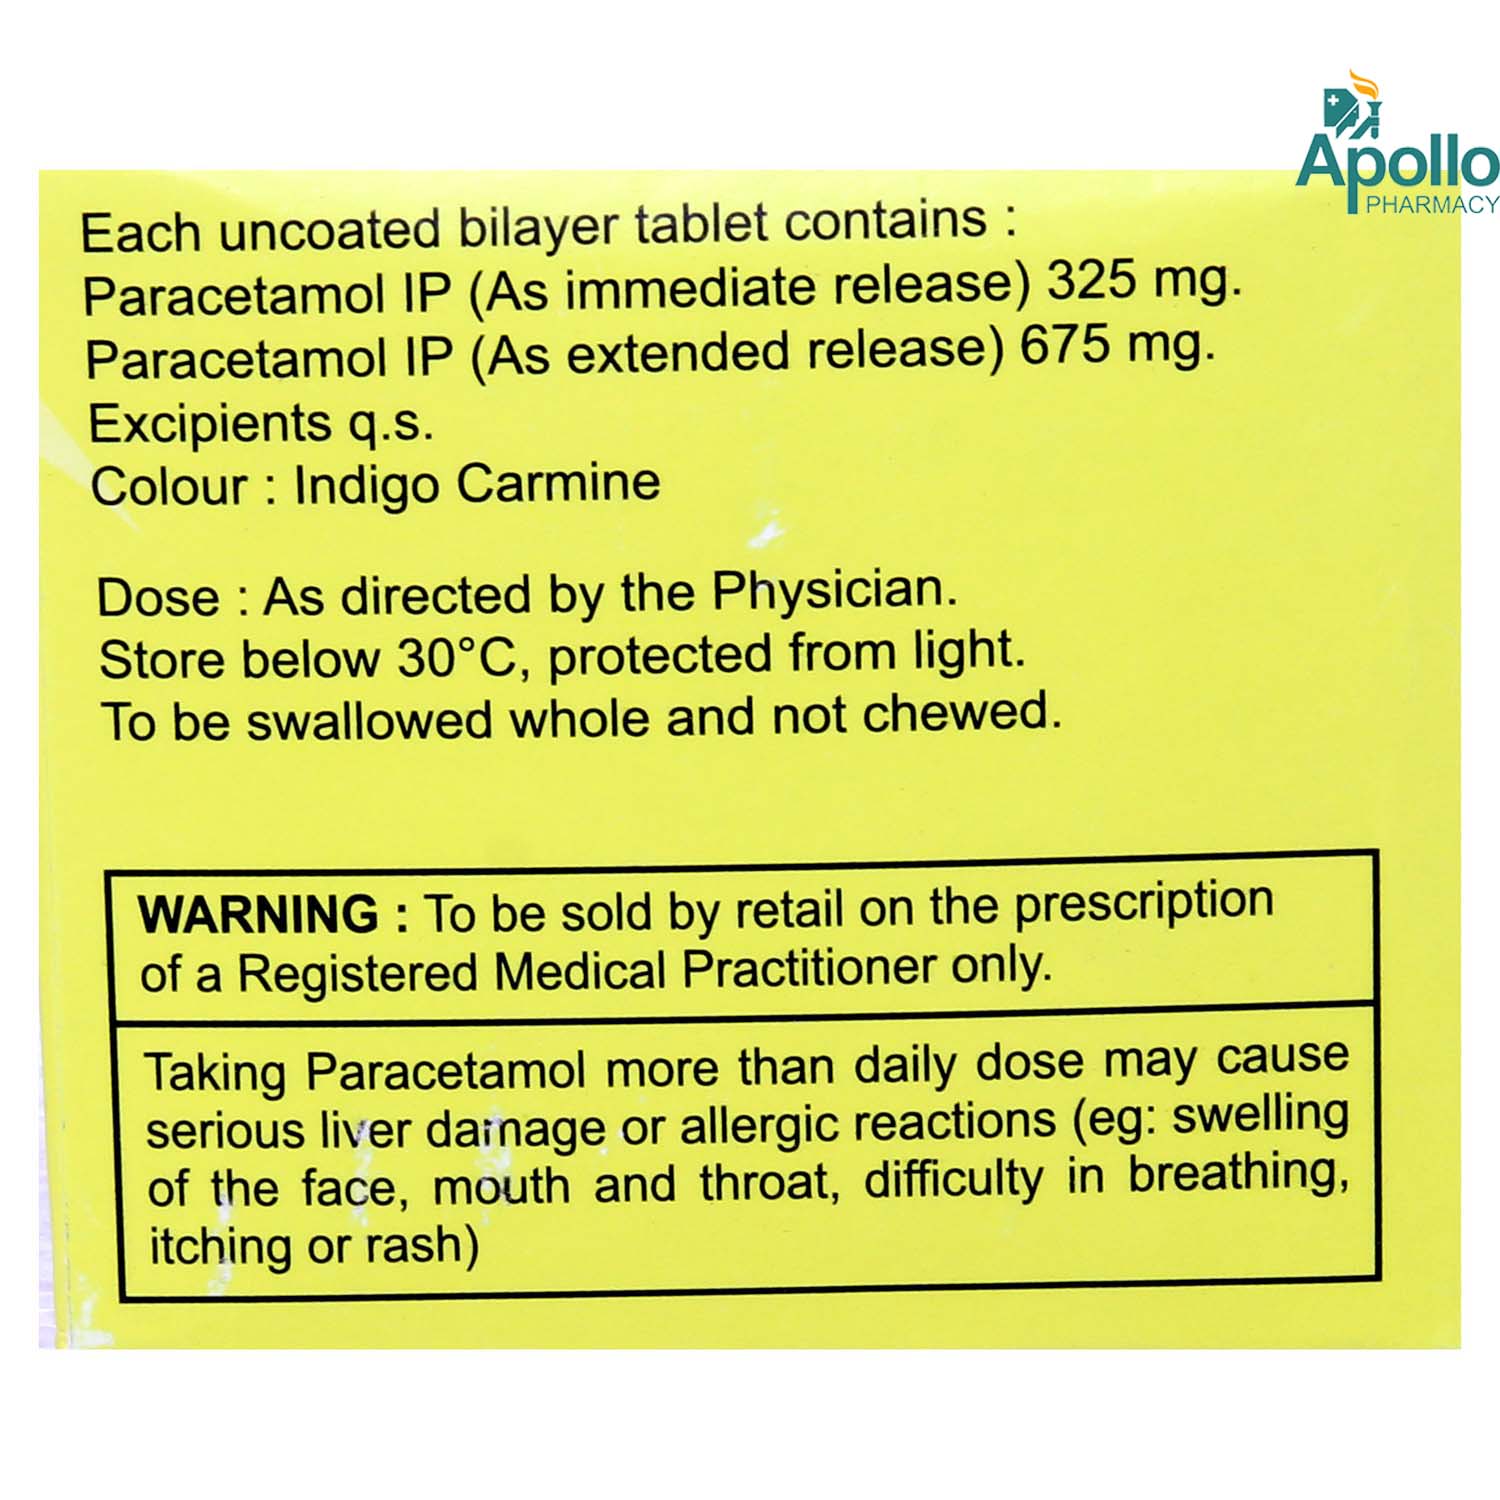 Apollo
PHARMACY
Each uncoated bilayer tablet contains :
Paracetamol IP (As immediate release) 325 mg.
Paracetamol IP (As extended release) 675 mg.
Excipients q.s.
Colour : Indigo Carmine
Dose : As directed by the Physician.
Store below 30°C, protected from light.
To be swallowed whole and not chewed.
WARNING : To be sold by retail on the prescription
of a Registered Medical Practitioner only.
Taking Paracetamol more than daily dose may cause
serious liver damage or allergic reactions (eg: swelling
of the face, mouth and throat, difficulty in breathing,
itching or rash)